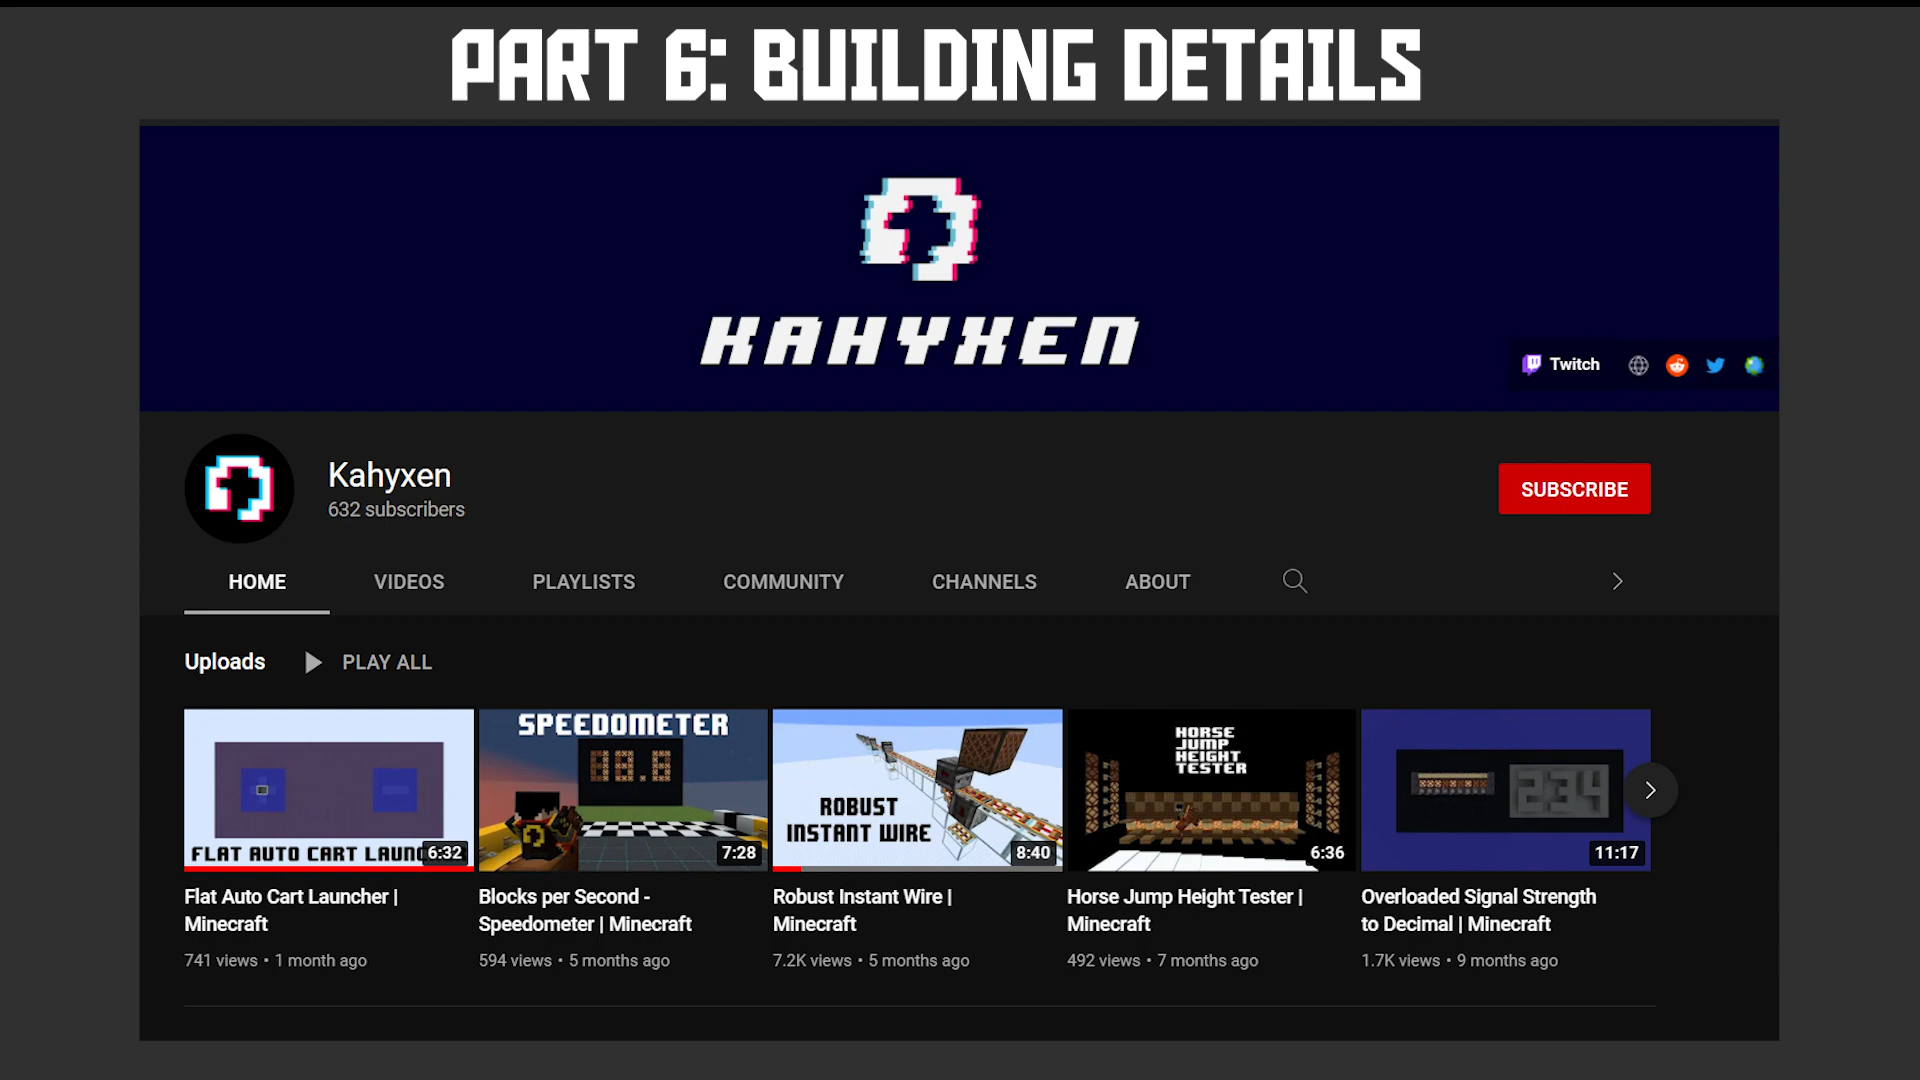 PART 6: BUILDING DETAILS
KAHYXEN
Twitch
Kahyxen
632 subscribers
SUBSCRIBE
HOME VIDEOS PLAYLISTS COMMUNITY CHANNELS ABOUT
Uploads PLAY ALL
FLAT AUTO CART LAUNC
6:32
SPEEDOMETER
7:28
ROBUST
INSTANT WIRE
8:40
HORSE
JUMP
HEIGHT
TESTER
6:36
234
11:17
Flat Auto Cart Launcher |
Minecraft
741 views • 1 month ago
Blocks per Second -
Speedometer | Minecraft
594 views • 5 months ago
Robust Instant Wire |
Minecraft
7.2K views • 5 months ago
Horse Jump Height Tester |
Minecraft
492 views • 7 months ago
Overloaded Signal Strength
to Decimal | Minecraft
1.7K views • 9 months ago